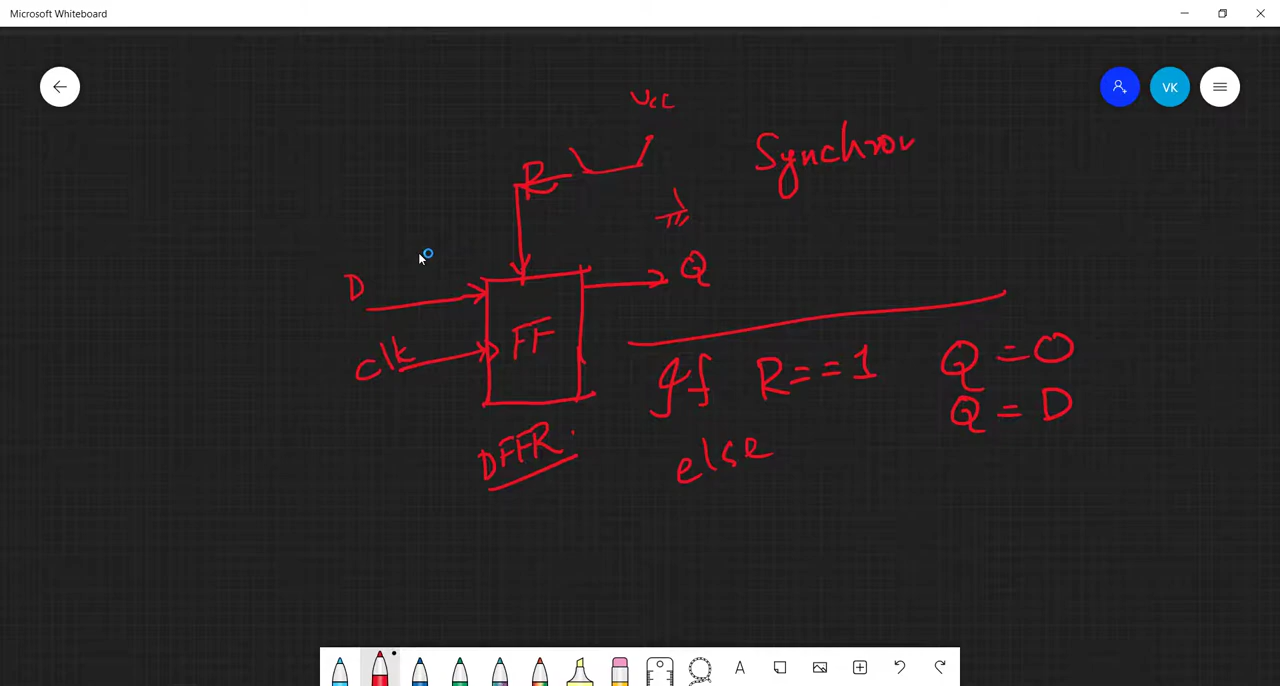 Microsoft Whiteboard
VK
Vcc
Synchron
R
D
Q
clk
FF
If R==1 Q=0
Q=D
else
DFFR.
A